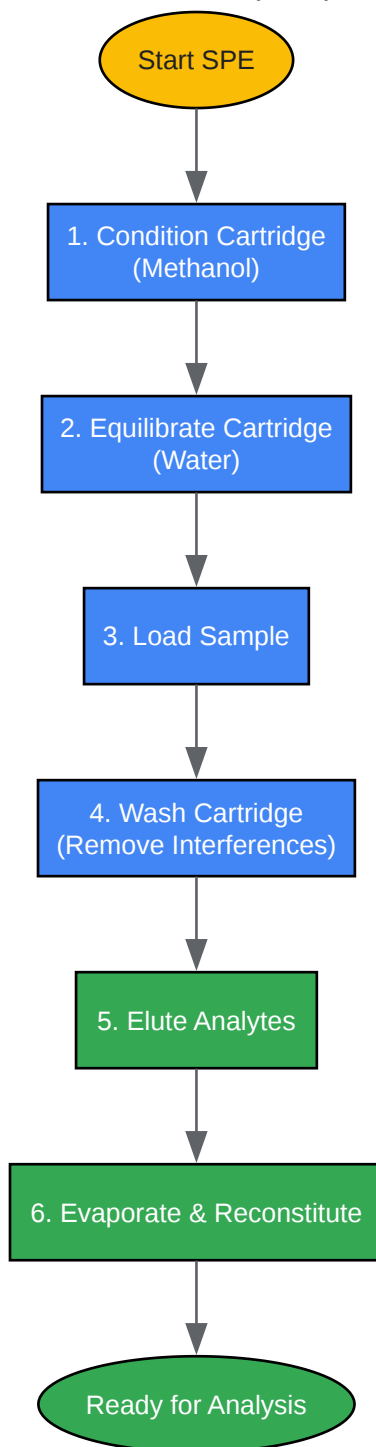 Start SPE
1. Condition Cartridge
(Methanol)
2. Equilibrate Cartridge
(Water)
3. Load Sample
4. Wash Cartridge
(Remove Interferences)
5. Elute Analytes
6. Evaporate & Reconstitute
Ready for Analysis